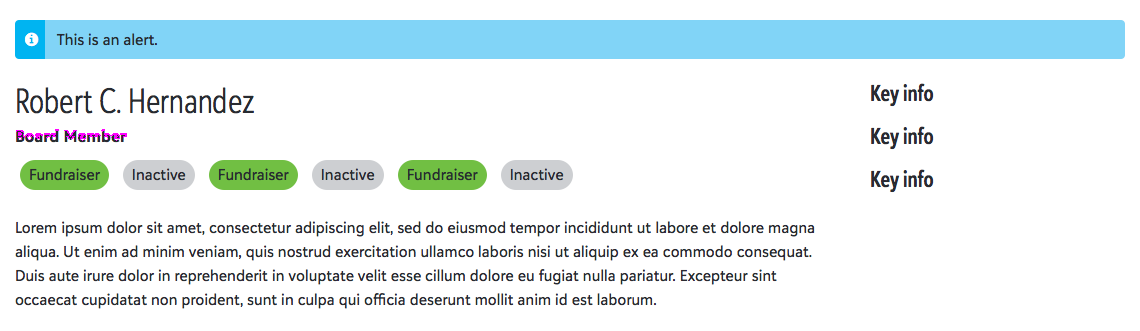 This is an alert.
Robert C. Hernandez
Board Member
Fundraiser Inactive Fundraiser Inactive Fundraiser Inactive
Lorem ipsum dolor sit amet, consectetur adipiscing elit, sed do eiusmod tempor incididunt ut labore et dolore magna
aliqua. Ut enim ad minim veniam, quis nostrud exercitation ullamco laboris nisi ut aliquip ex ea commodo consequat.
Duis aute irure dolor in reprehenderit in voluptate velit esse cillum dolore eu fugiat nulla pariatur. Excepteur sint
occaecat cupidatat non proident, sunt in culpa qui officia deserunt mollit anim id est laborum.
Key info
Key info
Key info